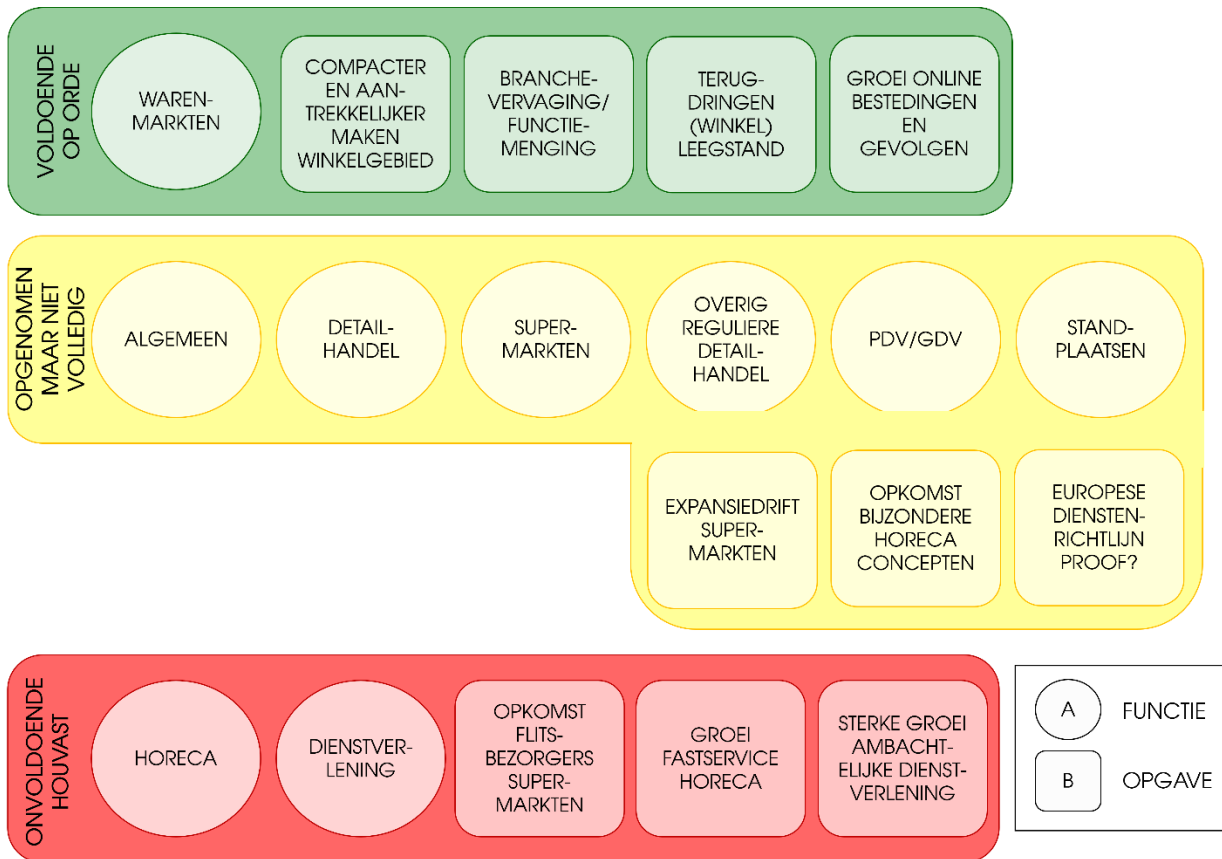 VOLDOENDE
OP ORDE
WAREN-
MARKTEN
COMPACTER
EN AAN-
TREKKELIJKER
MAKEN
WINKELGEBIED
BRANCHE-
VERVAGING/
FUNCTIE-
MENGING
TERUG-
DRINGEN
(WINKEL)
LEEGSTAND
GROEI ONLINE
BESTEDINGEN
EN
GEVOLGEN
OPGENOMEN
MAAR NIET
VOLLEDIG
ALGEMEEN
DETAIL-
HANDEL
SUPER-
MARKTEN
OVERIG
REGULIERE
DETAIL-
HANDEL
PDV/GDV
STAND-
PLAATSEN
EXPANSIEDRIFT
SUPER-
MARKTEN
OPKOMST
BIJZONDERE
HORECA
CONCEPTEN
EUROPESE
DIENSTEN-
RICHTLIJN
PROOF?
ONVOLDOENDE
HOUVAST
HORECA
DIENSTVER-
LENING
OPKOMST
FLITS-
BEZORGERS
SUPER-
MARKTEN
GROEI
FASTSERVICE
HORECA
STERKE GROEI
AMBACHT-
ELIJKE DIENST-
VERLENING
A FUNCTIE
B OPGAVE